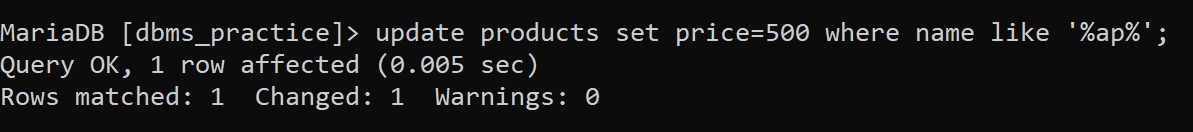 MariaDB [dbms_practice]> update products set price=500 where name like '%ap%';
Query OK, 1 row affected (0.005 sec)
Rows matched: 1  Changed: 1  Warnings: 0